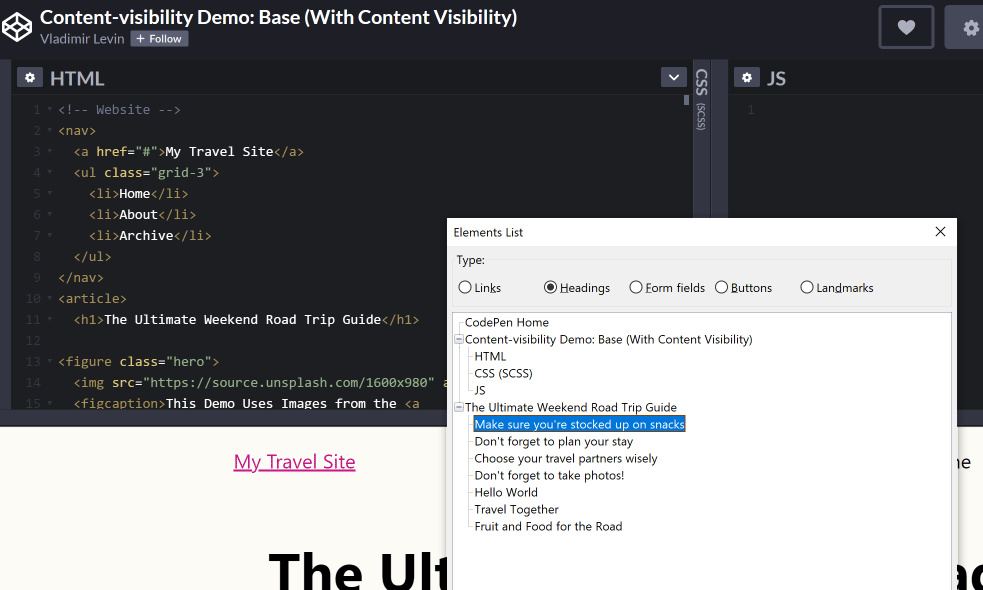 Content-visibility Demo: Base (With Content Visibility)
Vladimir Levin + Follow
HTML
CSS (SCSS)
JS
1 <!-- Website -->
2 <nav>
3 <a href="#">My Travel Site</a>
4 <ul class="grid-3">
5 <li>Home</li>
6 <li>About</li>
7 <li>Archive</li>
8 </ul>
9 </nav>
10 <article>
11 <h1>The Ultimate Weekend Road Trip Guide</h1>
12
13 <figure class="hero">
14 <img src="https://source.unsplash.com/1600x980" a
15 <figcaption>This Demo Uses Images from the <a
1
Elements List
Type:
Links Headings Form fields Buttons Landmarks
CodePen Home
Content-visibility Demo: Base (With Content Visibility)
HTML
CSS (SCSS)
JS
The Ultimate Weekend Road Trip Guide
Make sure you're stocked up on snacks
Don't forget to plan your stay
Choose your travel partners wisely
Don't forget to take photos!
Hello World
Travel Together
Fruit and Food for the Road
My Travel Site
ne
The Ult